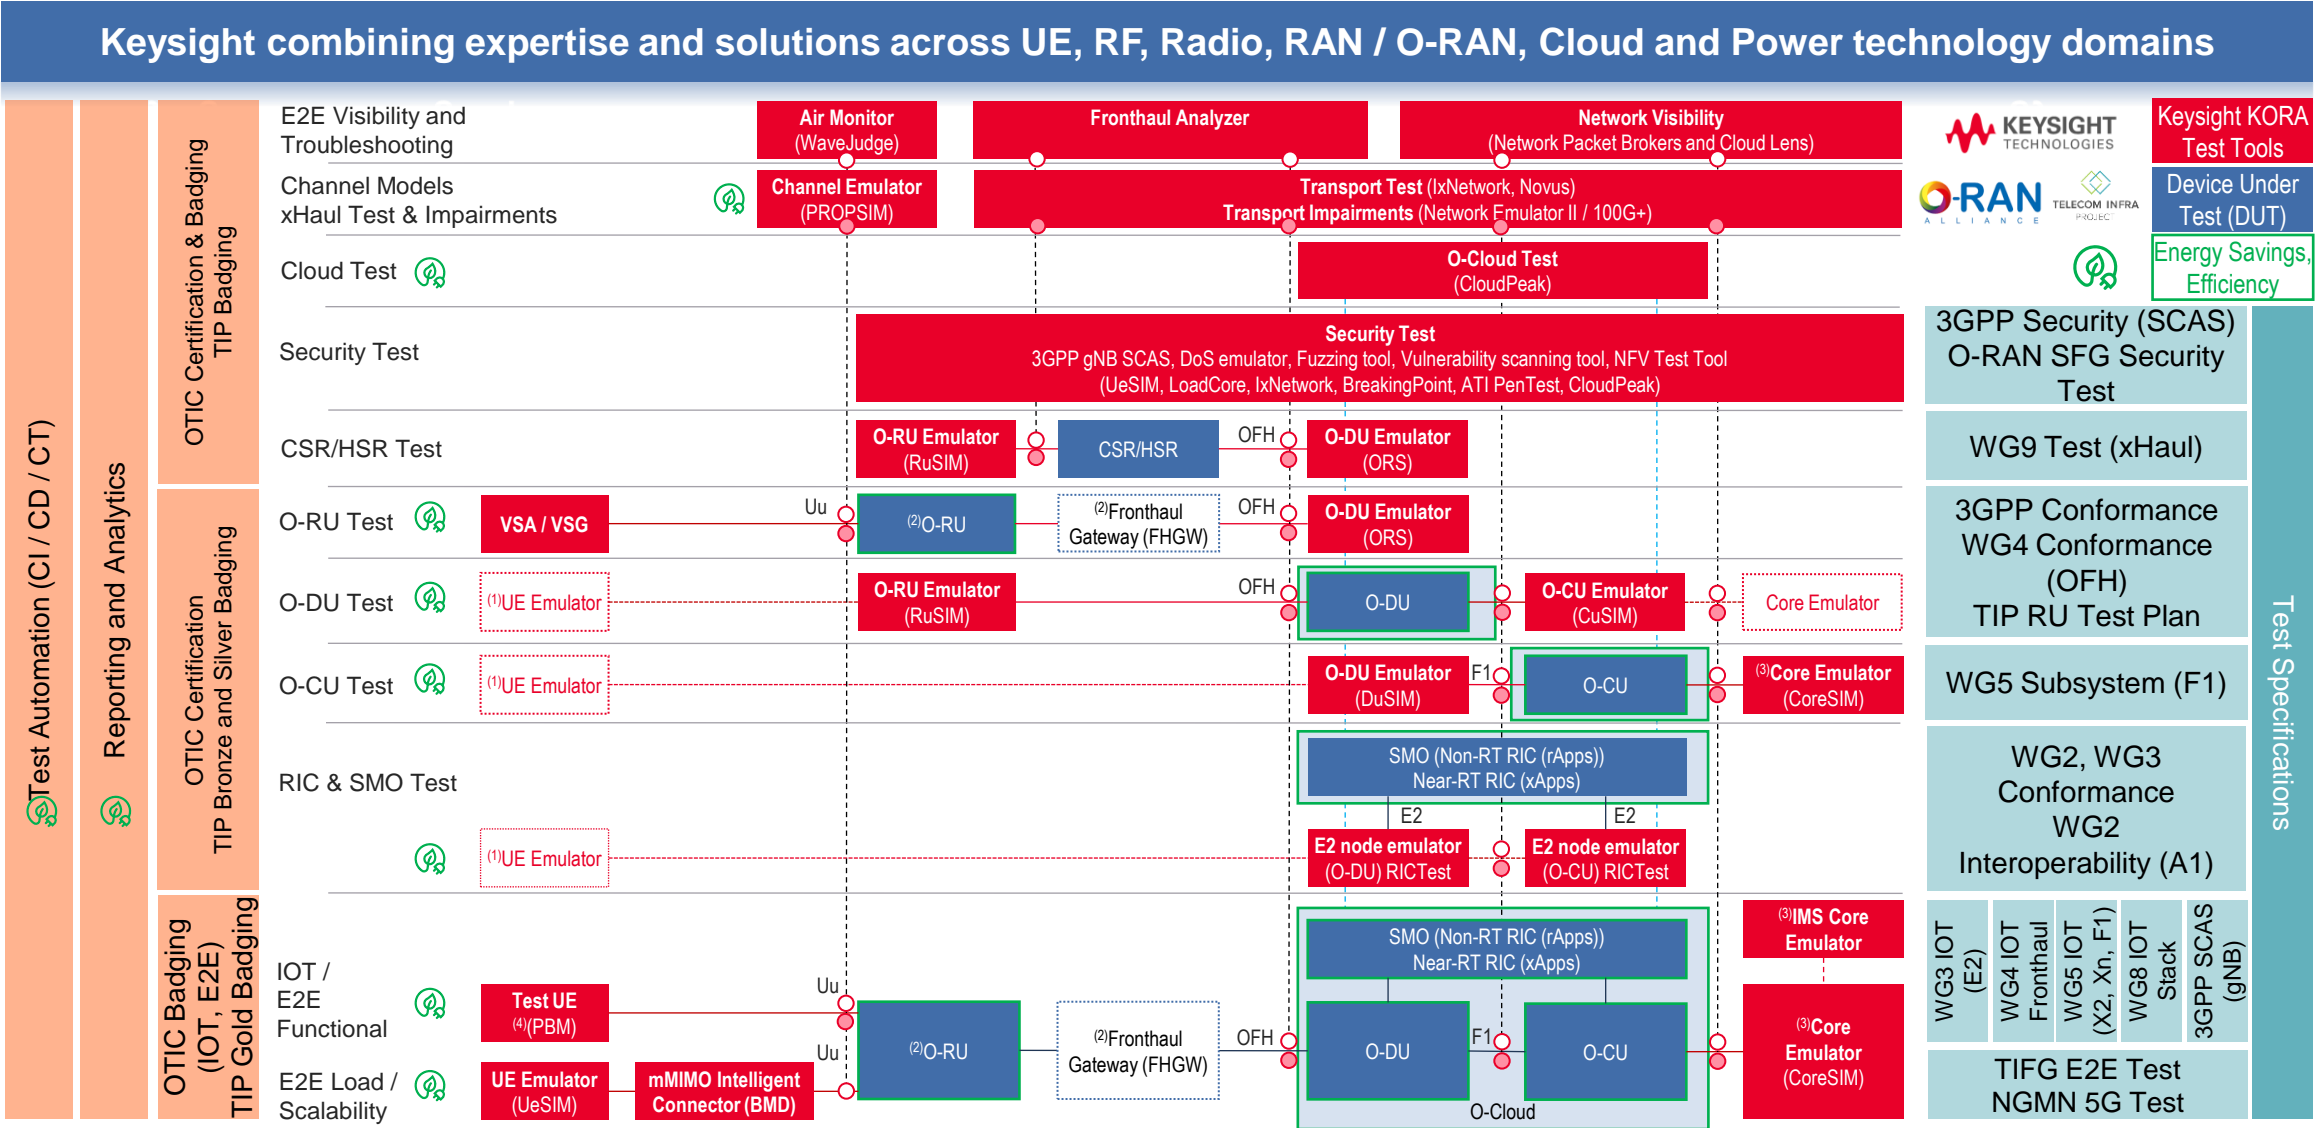 Keysight combining expertise and solutions across UE, RF, Radio, RAN / O-RAN, Cloud and Power technology domains
Test Automation (CI / CD / CT)
Reporting and Analytics
OTIC Certification & Badging
TIP Badging
OTIC Certification
TIP Bronze and Silver Badging
OTIC Badging
(IOT, E2E)
TIP Gold Badging
E2E Visibility and
Troubleshooting
Air Monitor
(WaveJudge)
Fronthaul Analyzer
Network Visibility
(Network Packet Brokers and Cloud Lens)
Channel Models
xHaul Test & Impairments
Channel Emulator
(PROPSIM)
Transport Test (IxNetwork, Novus)
Transport Impairments (Network Emulator II / 100G+)
Cloud Test
O-Cloud Test
(CloudPeak)
Security Test
Security Test
3GPP gNB SCAS, DoS emulator, Fuzzing tool, Vulnerability scanning tool, NFV Test Tool
(UeSIM, LoadCore, IxNetwork, BreakingPoint, ATI PenTest, CloudPeak)
CSR/HSR Test
O-RU Emulator
(RuSIM)
CSR/HSR
OFH
O-DU Emulator
(ORS)
O-RU Test
VSA / VSG
Uu
(2)O-RU
(2)Fronthaul
Gateway (FHGW)
OFH
O-DU Emulator
(ORS)
O-DU Test
(1)UE Emulator
O-RU Emulator
(RuSIM)
OFH
O-DU
O-CU Emulator
(CuSIM)
Core Emulator
O-CU Test
(1)UE Emulator
O-DU Emulator
(DuSIM)
F1
O-CU
(3)Core Emulator
(CoreSIM)
RIC & SMO Test
SMO (Non-RT RIC (rApps))
Near-RT RIC (xApps)
E2
E2
(1)UE Emulator
E2 node emulator
(O-DU) RICTest
E2 node emulator
(O-CU) RICTest
IOT /
E2E
Functional
Test UE
(4)(PBM)
Uu
E2E Load /
Scalability
UE Emulator
(UeSIM)
mMIMO Intelligent
Connector (BMD)
Uu
(2)O-RU
(2)Fronthaul
Gateway (FHGW)
OFH
SMO (Non-RT RIC (rApps))
Near-RT RIC (xApps)
O-DU
F1
O-CU
O-Cloud
(3)IMS Core
Emulator
(3)Core
Emulator
(CoreSIM)
KEYSIGHT
TECHNOLOGIES
Keysight KORA
Test Tools
O-RAN
ALLIANCE
TELECOM INFRA
PROJECT
Device Under
Test (DUT)
Energy Savings,
Efficiency
3GPP Security (SCAS)
O-RAN SFG Security
Test
WG9 Test (xHaul)
3GPP Conformance
WG4 Conformance
(OFH)
TIP RU Test Plan
WG5 Subsystem (F1)
WG2, WG3
Conformance
WG2
Interoperability (A1)
WG3 IOT
(E2)
WG4 IOT
Fronthaul
WG5 IOT
(X2, Xn, F1)
WG8 IOT
Stack
3GPP SCAS
(gNB)
TIFG E2E Test
NGMN 5G Test
Test Specifications